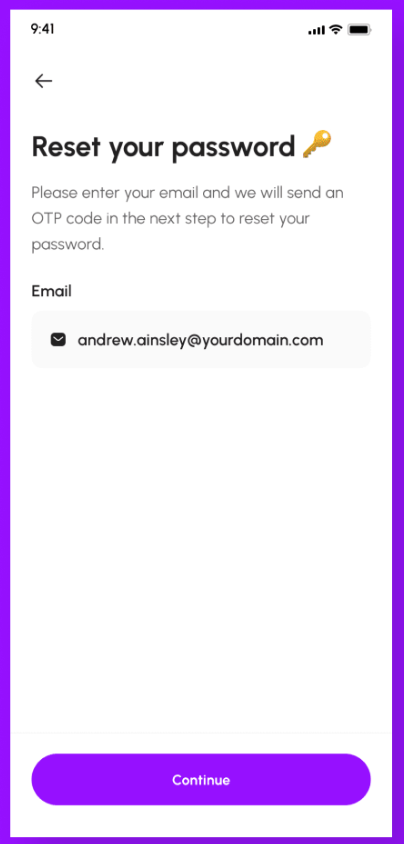 9:41
Reset your password 🔑
Please enter your email and we will send an
OTP code in the next step to reset your
password.
Email
andrew.ainsley@yourdomain.com
Continue